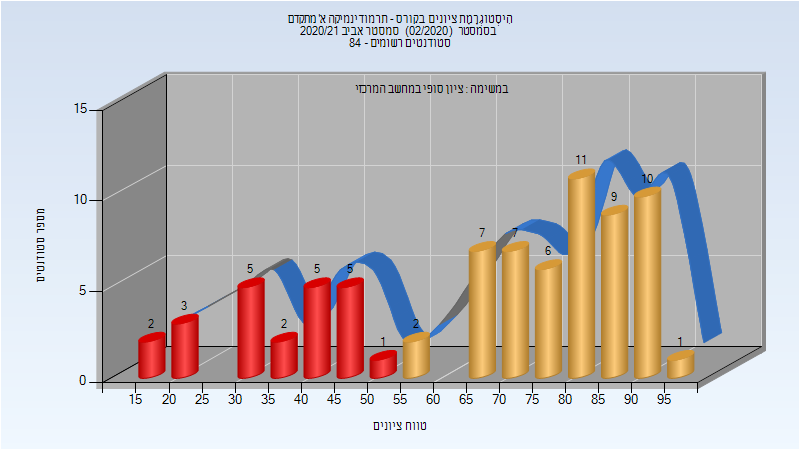 היסטוגרמת ציונים בקורס - תרמודינמיקה א' מתקדם
בסמסטר (02/2020) סמסטר אביב 2020/21
סטודנטים רשומים - 84
במשימה : ציון סופי במחשב המרכזי
מספר סטודנטים
15
10
5
0
2
3
5
2
5
5
1
2
7
7
6
11
9
10
1
15 20 25 30 35 40 45 50 55 60 65 70 75 80 85 90 95
טווח ציונים